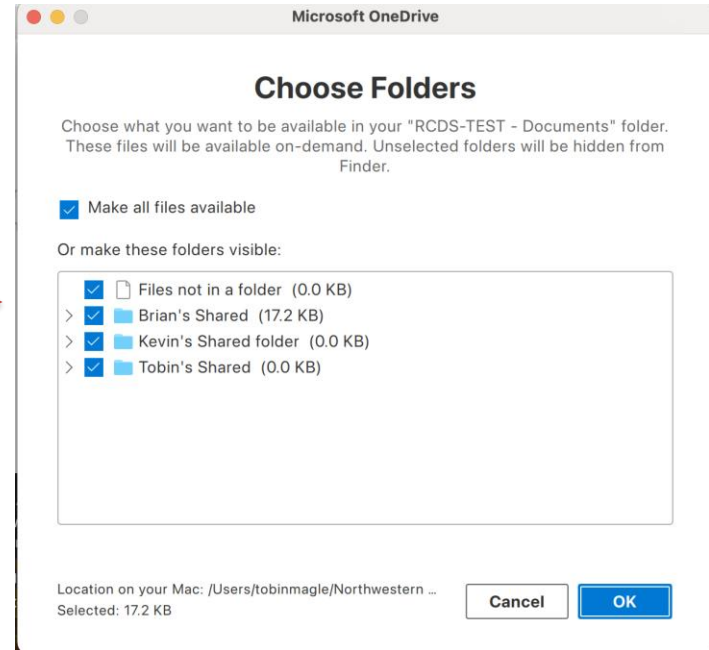 Microsoft OneDrive
Choose Folders
Choose what you want to be available in your "RCDS-TEST - Documents" folder.
These files will be available on-demand. Unselected folders will be hidden from
Finder.
Make all files available
Or make these folders visible:
Files not in a folder (0.0 KB)
Brian's Shared (17.2 KB)
Kevin's Shared folder (0.0 KB)
Tobin's Shared (0.0 KB)
Location on your Mac: /Users/tobinmagle/Northwestern ...
Selected: 17.2 KB
Cancel
OK